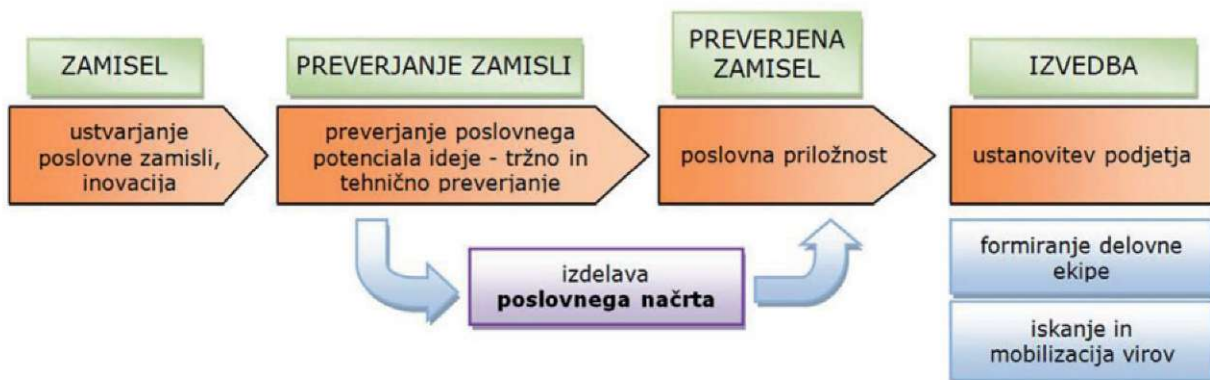 ZAMISEL
PREVERJANJE ZAMISLI
PREVERJENA
ZAMISEL
IZVEDBA
ustvarjanje
poslovne zamisli,
inovacija
preverjanje poslovnega
potenciala ideje - tržno in
tehnično preverjanje
poslovna priložnost
ustanovitev podjetja
izdelava
poslovnega načrta
formiranje delovne
ekipe
iskanje in
mobilizacija virov